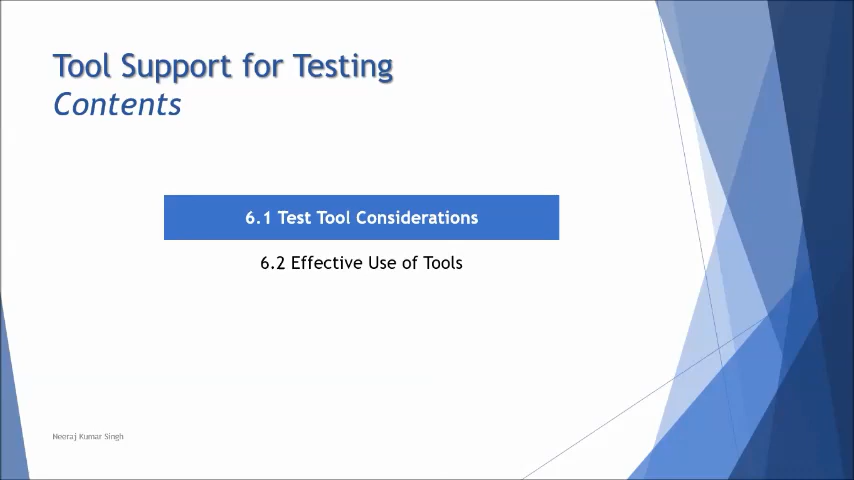 Tool Support for Testing
Contents
6.1 Test Tool Considerations
6.2 Effective Use of Tools
Neeraj Kumar Singh